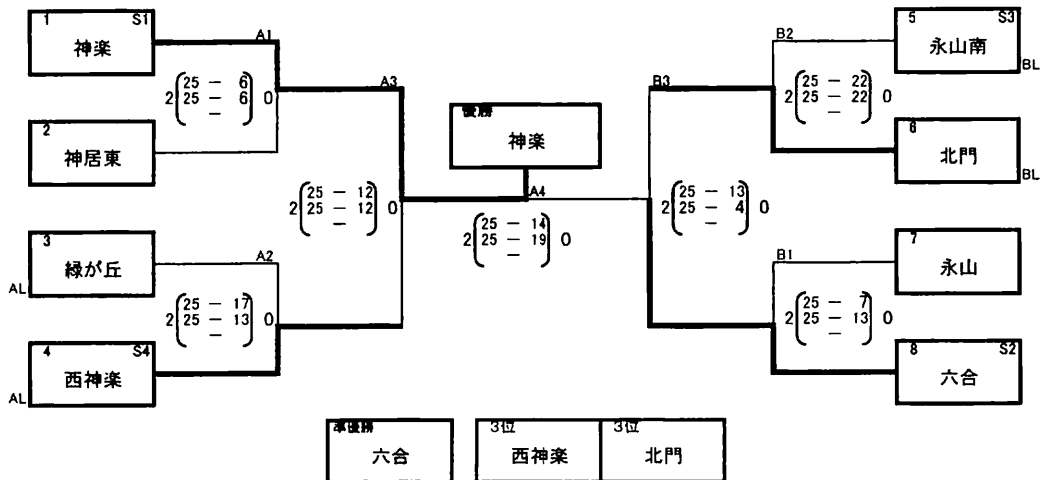 1 S1
神楽
A1
25 － 6
2 25 － 6 0
－
2
神居東
A3
25 － 12
2 25 － 12 0
－
3
緑が丘
AL
A2
25 － 17
2 25 － 13 0
－
4 S4
西神楽
AL
優勝
神楽
A4
25 － 14
2 25 － 19 0
－
5 S3
永山南
BL
B2
25 － 22
2 25 － 22 0
－
6
北門
BL
B3
25 － 13
2 25 － 4 0
－
7
永山
B1
25 － 7
2 25 － 13 0
－
8 S2
六合
準優勝
六合
3位
西神楽
3位
北門